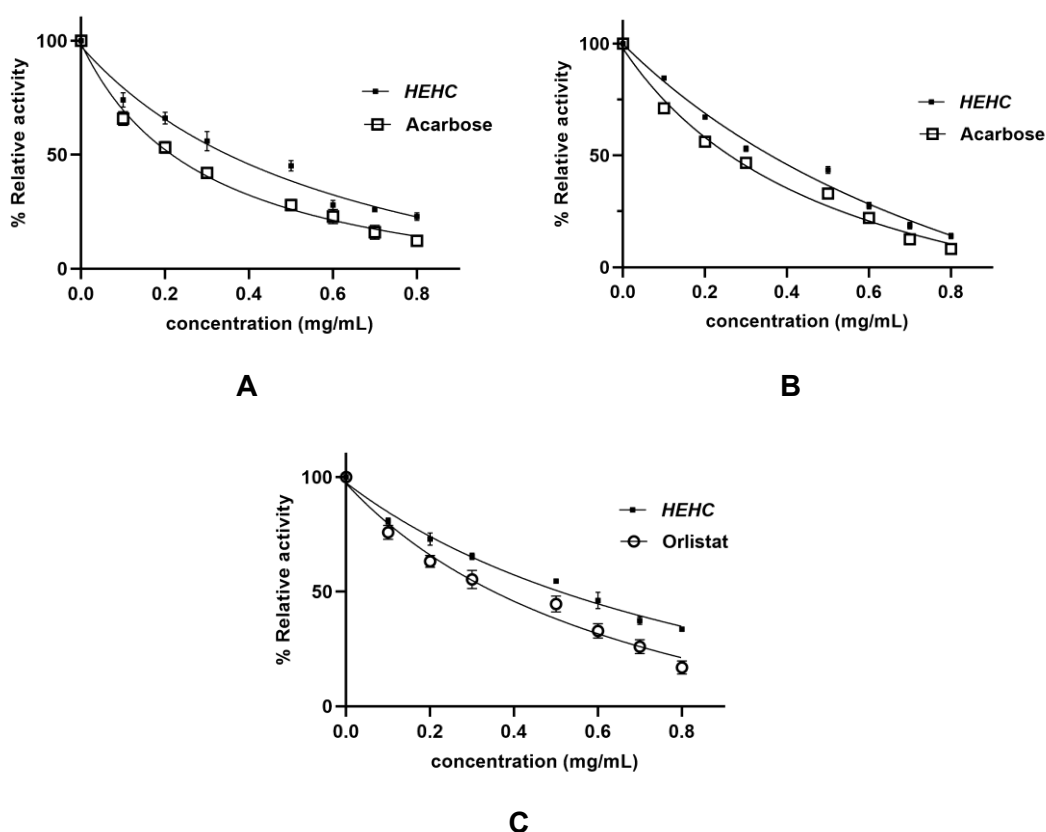 100
50
0
% Relative activity
0.0 0.2 0.4 0.6 0.8
concentration (mg/mL)
HEHC
Acarbose
A
100
50
0
% Relative activity
0.0 0.2 0.4 0.6 0.8
concentration (mg/mL)
HEHC
Acarbose
B
100
50
0
% Relative activity
0.0 0.2 0.4 0.6 0.8
concentration (mg/mL)
HEHC
Orlistat
C